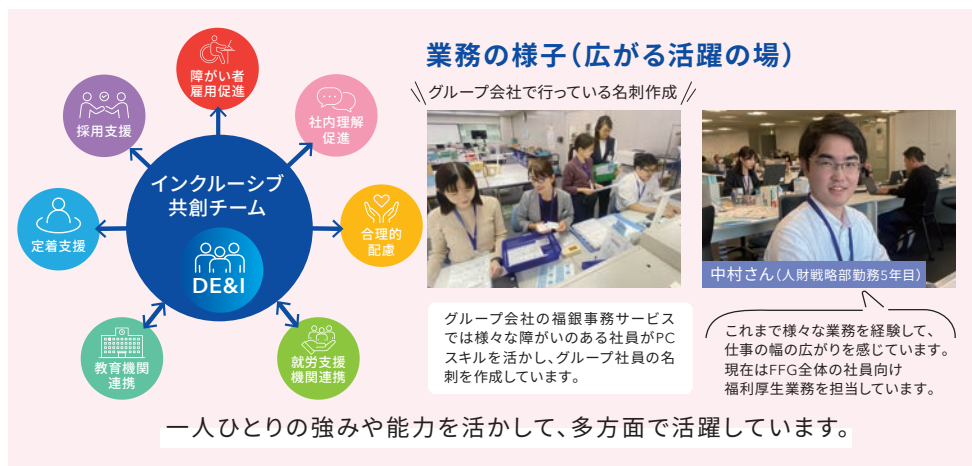 障がい者
雇用促進
採用支援
社内理解
促進
インクルーシブ
共創チーム
DE&I
定着支援
合理的
配慮
教育機関
連携
就労支援
機関連携
業務の様子（広がる活躍の場）
グループ会社で行っている名刺作成
グループ会社の福銀事務サービス
では様々な障がいのある社員がPC
スキルを活かし、グループ社員の名
刺を作成しています。
中村さん（人財戦略部勤務5年目）
これまで様々な業務を経験して、
仕事の幅の広がりを感じています。
現在はFFG全体の社員向け
福利厚生業務を担当しています。
一人ひとりの強みや能力を活かして、多方面で活躍しています。